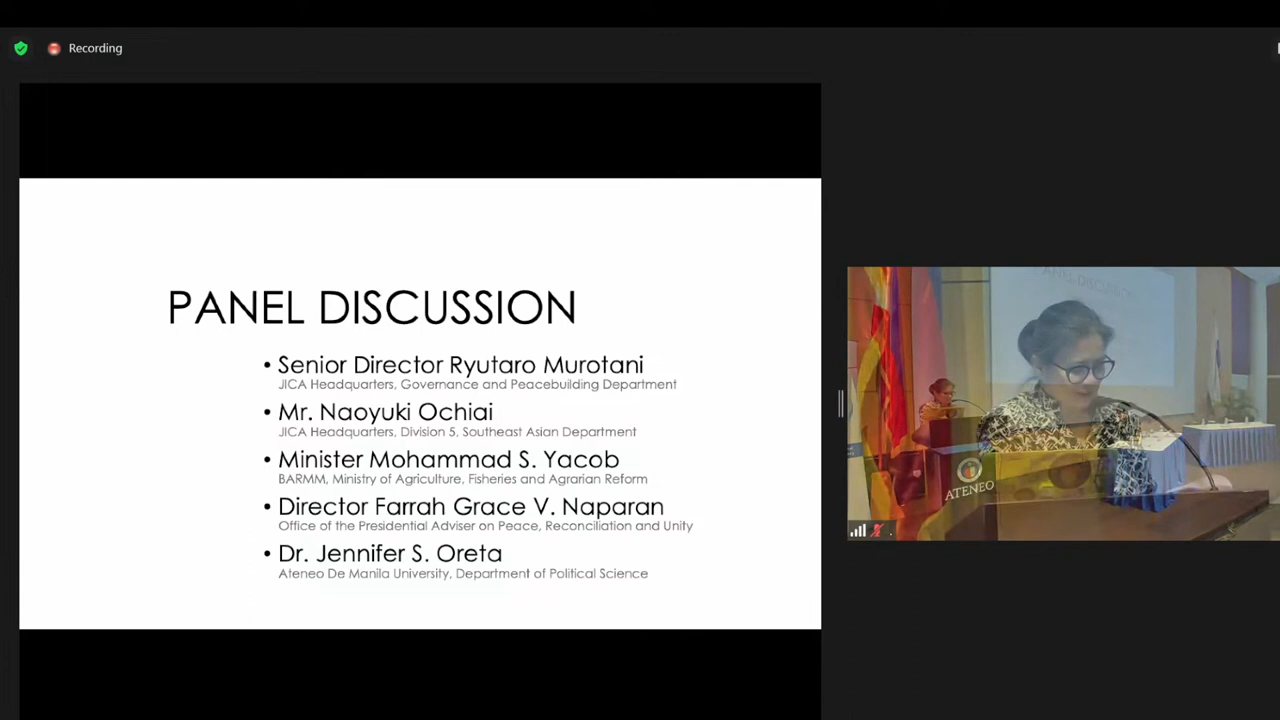 Recording
PANEL DISCUSSION
• Senior Director Ryutaro Murotani
JICA Headquarters, Governance and Peacebuilding Department
• Mr. Naoyuki Ochiai
JICA Headquarters, Division 5, Southeast Asian Department
• Minister Mohammad S. Yacob
BARMM, Ministry of Agriculture, Fisheries and Agrarian Reform
• Director Farrah Grace V. Naparan
Office of the Presidential Adviser on Peace, Reconciliation and Unity
• Dr. Jennifer S. Oreta
Ateneo De Manila University, Department of Political Science
PANEL DISCUSSION
ATENEO